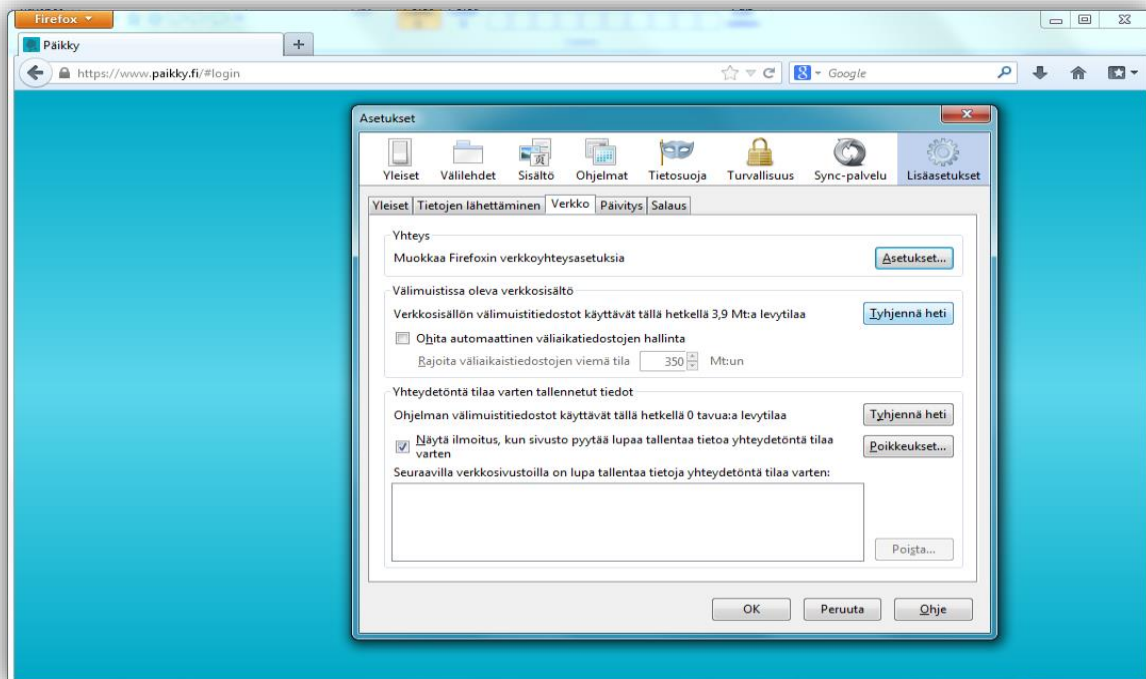 Firefox
Päikky
https://www.paikky.fi/#login
Google
Asetukset
Yleiset Välilehdet Sisältö Ohjelmat Tietosuoja Turvallisuus Sync-palvelu Lisäasetukset
Yleiset Tietojen lähettäminen Verkko Päivitys Salaus
Yhteys
Muokkaa Firefoxin verkkoyhteysasetuksia Asetukset...
Välimuistissa oleva verkkosisältö
Verkkosisällön välimuistitiedostot käyttävät tällä hetkellä 3,9 Mt:a levytilaa Tyhjennä heti
Ohita automaattinen väliaikatiedostojen hallinta
Rajoita väliaikaistiedostojen viemä tila 350 Mt:un
Yhteydetöntä tilaa varten tallennetut tiedot
Ohjelman välimuistitiedostot käyttävät tällä hetkellä 0 tavua:a levytilaa Tyhjennä heti
Näytä ilmoitus, kun sivusto pyytää lupaa tallentaa tietoa yhteydetöntä tilaa
varten
Poikkeukset...
Seuraavilla verkkosivustoilla on lupa tallentaa tietoja yhteydetöntä tilaa varten:
Poista...
OK Peruuta Ohje